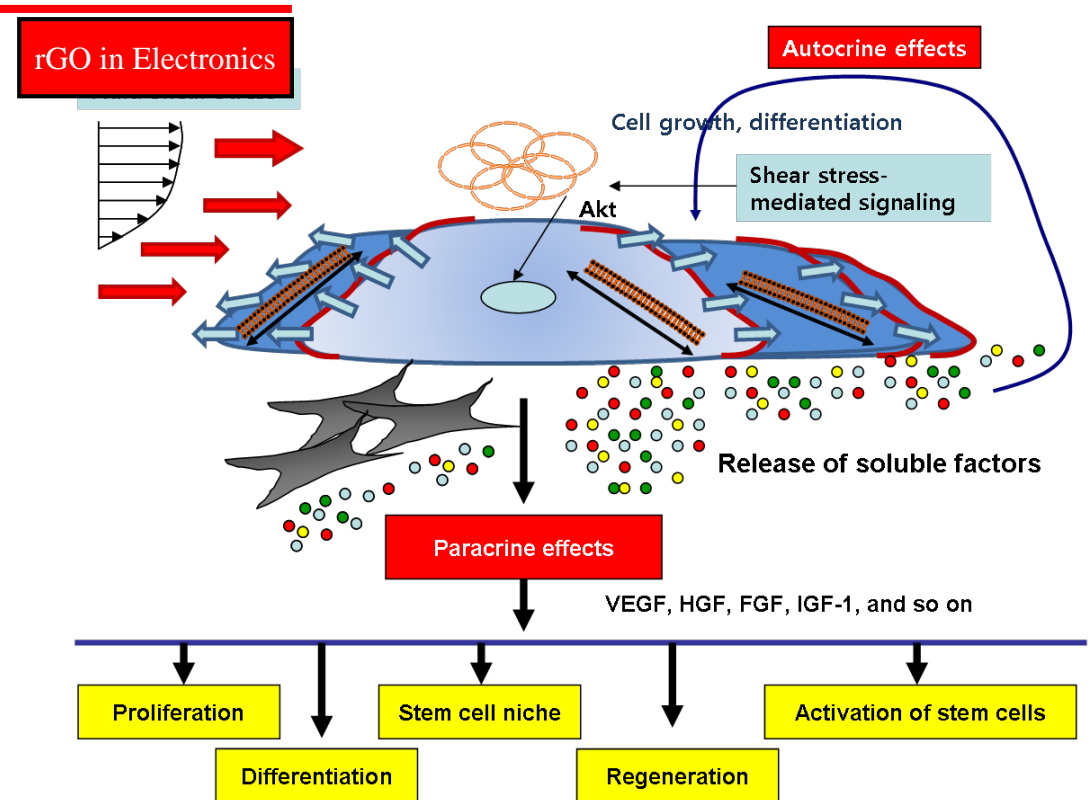 rGO in Electronics
Autocrine effects
Cell growth, differentiation
Shear stress-
mediated signaling
Akt
Release of soluble factors
Paracrine effects
VEGF, HGF, FGF, IGF-1, and so on
Proliferation
Stem cell niche
Activation of stem cells
Differentiation
Regeneration